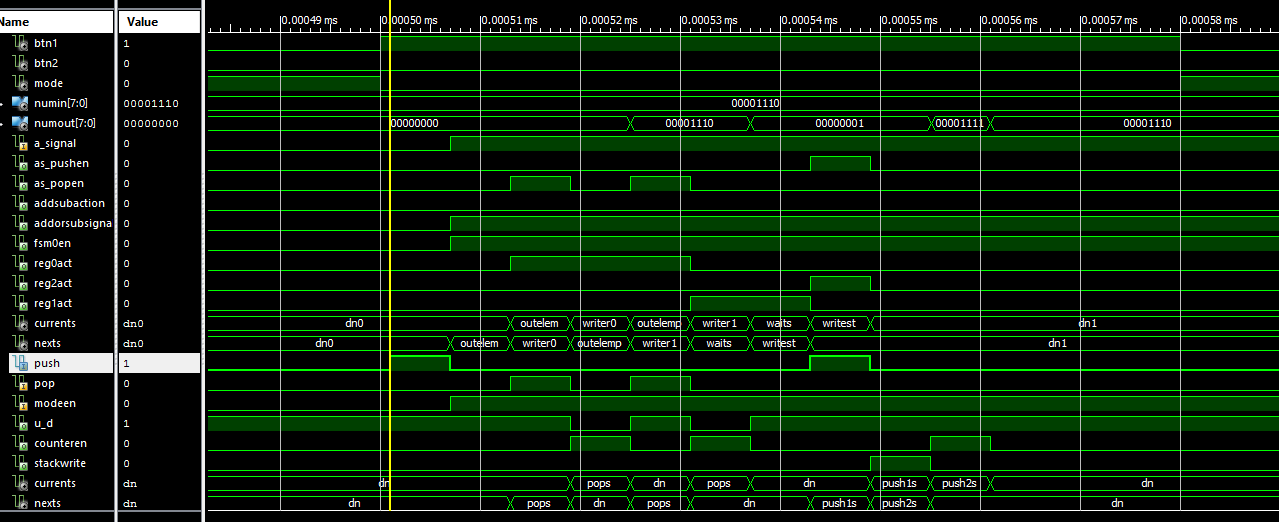 Name Value 0.00049 ms 0.00050 ms 0.00051 ms 0.00052 ms 0.00053 ms 0.00054 ms 0.00055 ms 0.00056 ms 0.00057 ms 0.00058 ms
btn1 1
btn2 0
mode 0
numin[7:0] 00001110 00001110
numout[7:0] 00000000 00000000 00001110 00000001 00001111 00001110
a_signal 0
as_pushen 0
as_popen 0
addsubaction 0
addorsubsigna 0
fsm0en 0
reg0act 0
reg2act 0
reg1act 0
currents dn0 dn0 outelem writer0 outelemp writer1 waits writest dn1
nexts dn0 dn0 outelem writer0 outelemp writer1 waits writest dn1
push 1
pop 0
modeen 0
u_d 1
counteren 0
stackwrite 0
currents dn dn pops dn pops dn push1s push2s dn
nexts dn dn pops dn pops dn push1s push2s dn